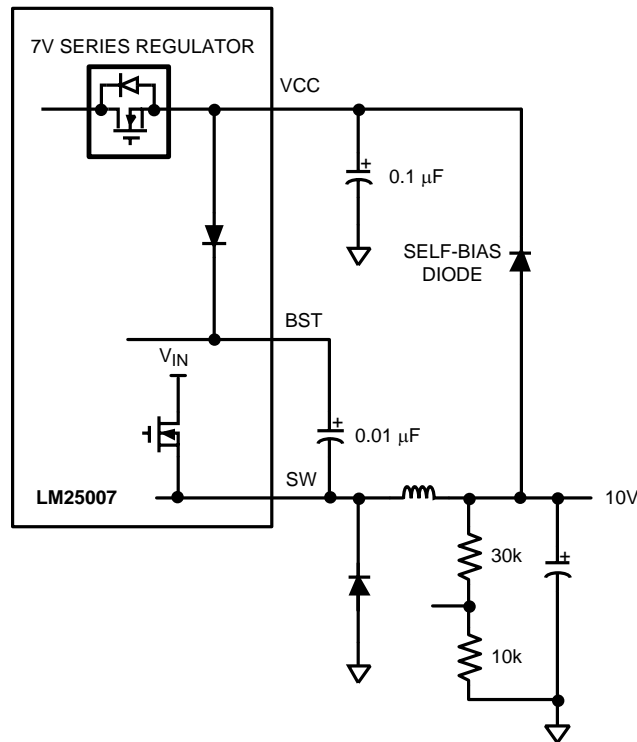 7V SERIES REGULATOR
VCC
0.1 μF
SELF-BIAS
DIODE
BST
VIN
0.01 μF
LM25007
SW
10V
30k
10k